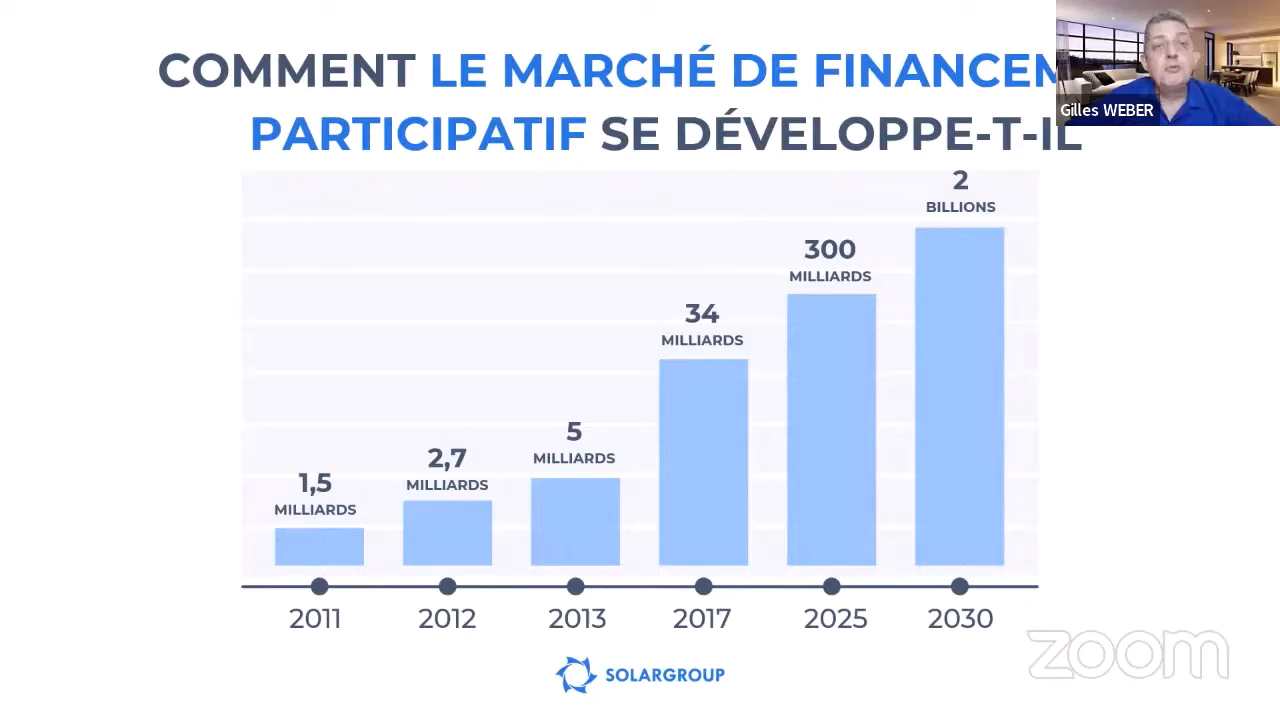 COMMENT LE MARCHÉ DE FINANCEM
PARTICIPATIF SE DÉVELOPPE-T-IL
Gilles WEBER
1,5
MILLIARDS
2,7
MILLIARDS
5
MILLIARDS
34
MILLIARDS
300
MILLIARDS
2
BILLIONS
2011
2012
2013
2017
2025
2030
SOLARGROUP
zoom